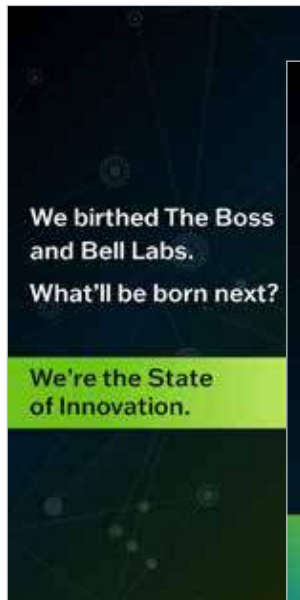 We birthed The Boss
and Bell Labs.
What'll be born next?
We're the State
of Innovation.